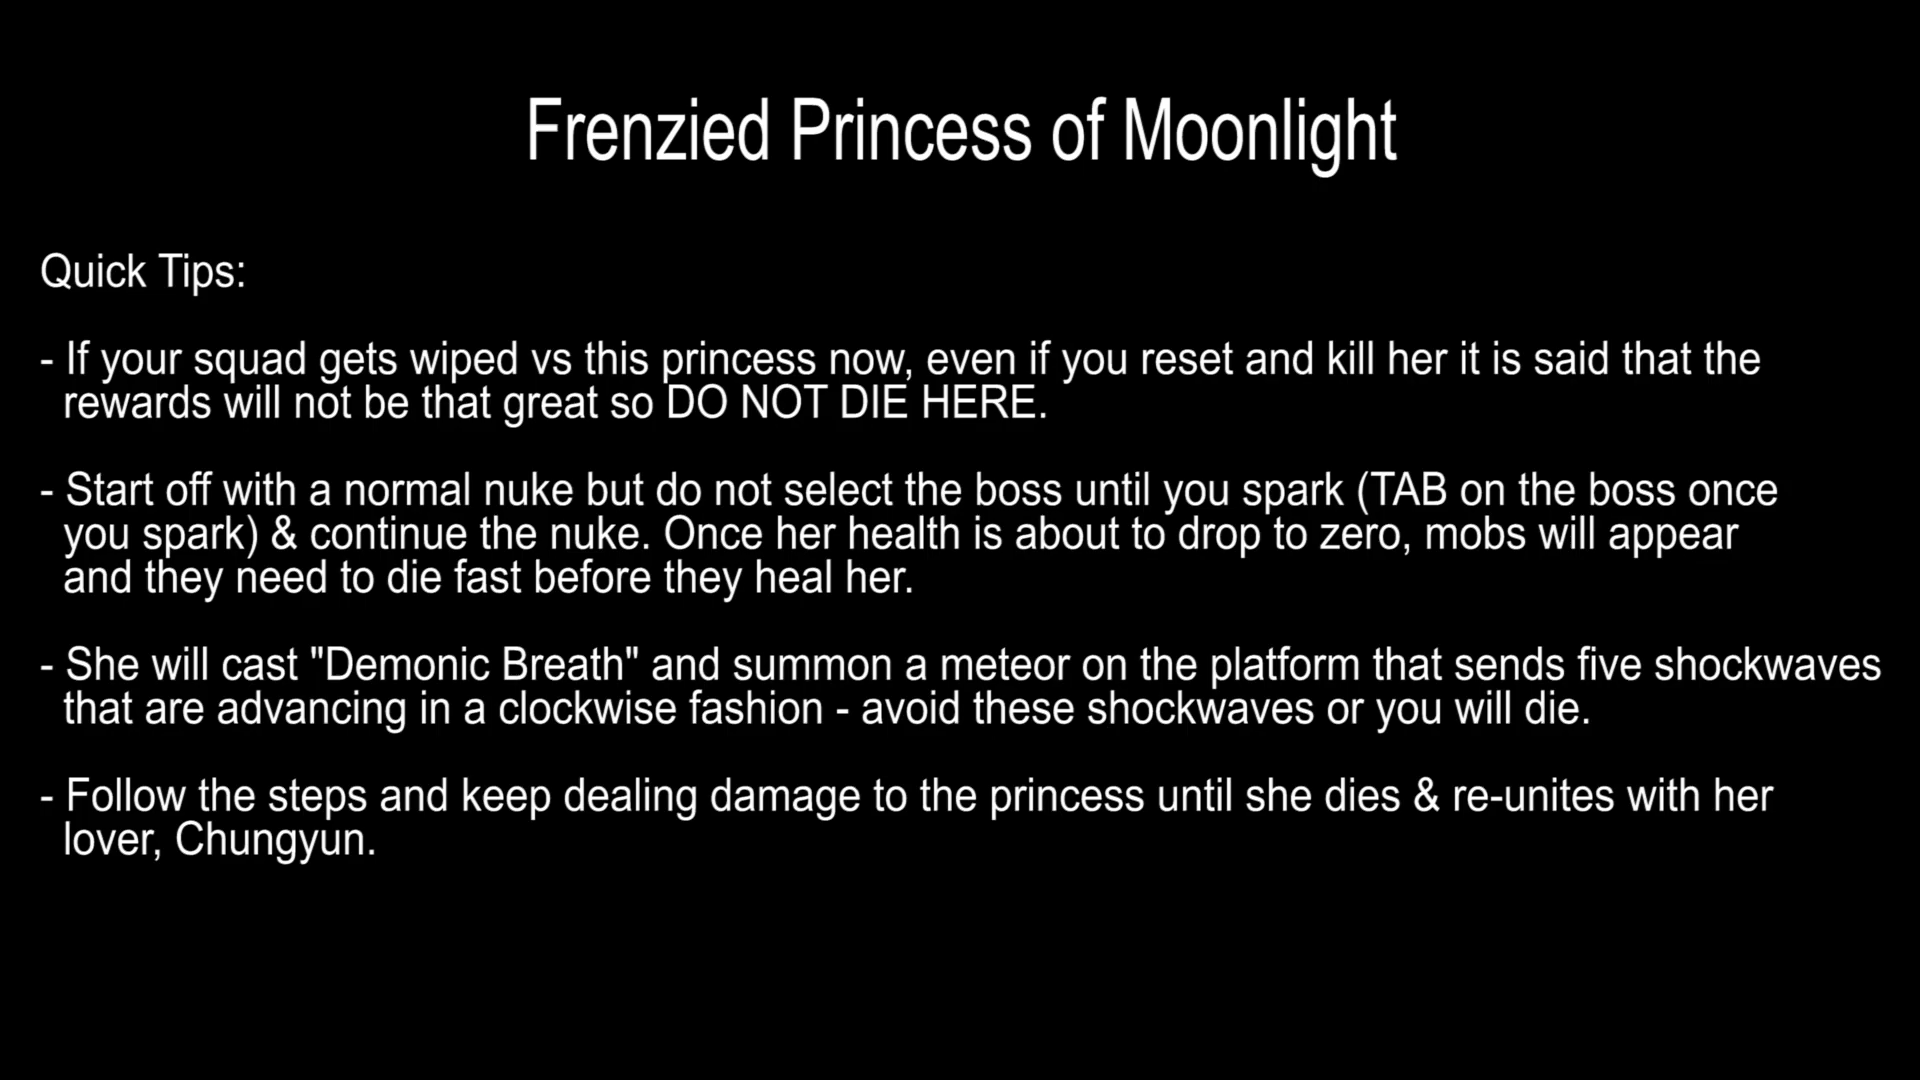 Frenzied Princess of Moonlight
Quick Tips:
- If your squad gets wiped vs this princess now, even if you reset and kill her it is said that the
rewards will not be that great so DO NOT DIE HERE.
- Start off with a normal nuke but do not select the boss until you spark (TAB on the boss once
you spark) & continue the nuke. Once her health is about to drop to zero, mobs will appear
and they need to die fast before they heal her.
- She will cast "Demonic Breath" and summon a meteor on the platform that sends five shockwaves
that are advancing in a clockwise fashion - avoid these shockwaves or you will die.
- Follow the steps and keep dealing damage to the princess until she dies & re-unites with her
lover, Chungyun.